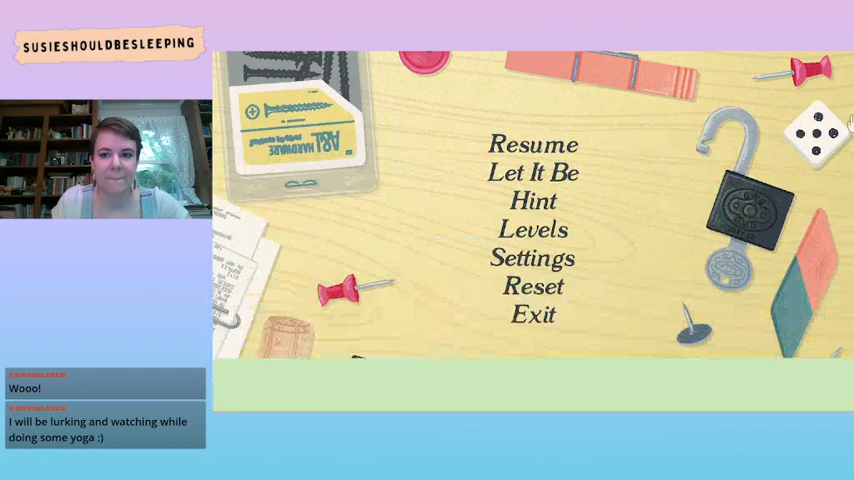 SUSIESHOULDBESLEEPING
Resume
Let It Be
Hint
Levels
Settings
Reset
Exit
A&I
HARDWARE
Wooo!
I will be lurking and watching while
doing some yoga :)